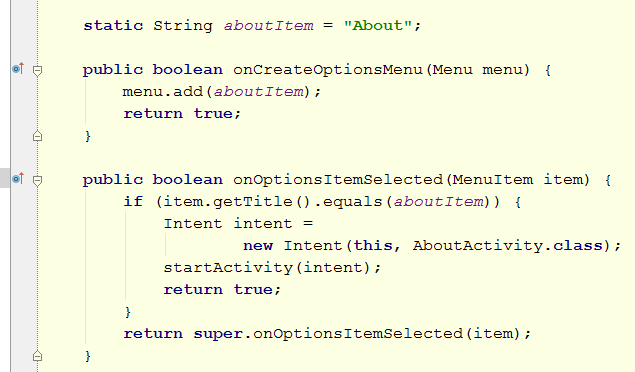 static String aboutItem = "About";
public boolean onCreateOptionsMenu(Menu menu) {
menu.add(aboutItem);
return true;
}
public boolean onOptionsItemSelected(MenuItem item) {
if (item.getTitle().equals(aboutItem)) {
Intent intent =
new Intent(this, AboutActivity.class);
startActivity(intent);
return true;
}
return super.onOptionsItemSelected(item);
}